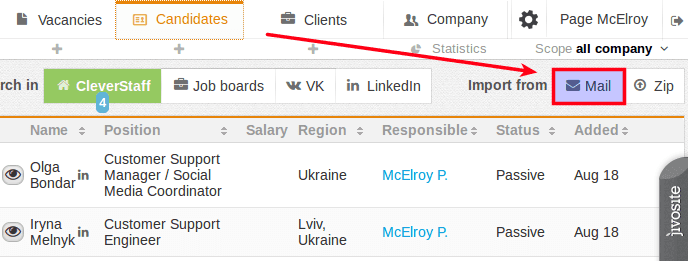 Vacancies Candidates Clients Company Page McElroy
+ + + Statistics Scope all company
rch in CleverStaff Job boards VK LinkedIn Import from Mail Zip
4
Name Position Salary Region Responsible Status Added
Olga Bondar in Customer Support Manager / Social Media Coordinator Ukraine McElroy P. Passive Aug 18
Iryna Melnyk in Customer Support Engineer Lviv, Ukraine McElroy P. Passive Aug 18
jivosite